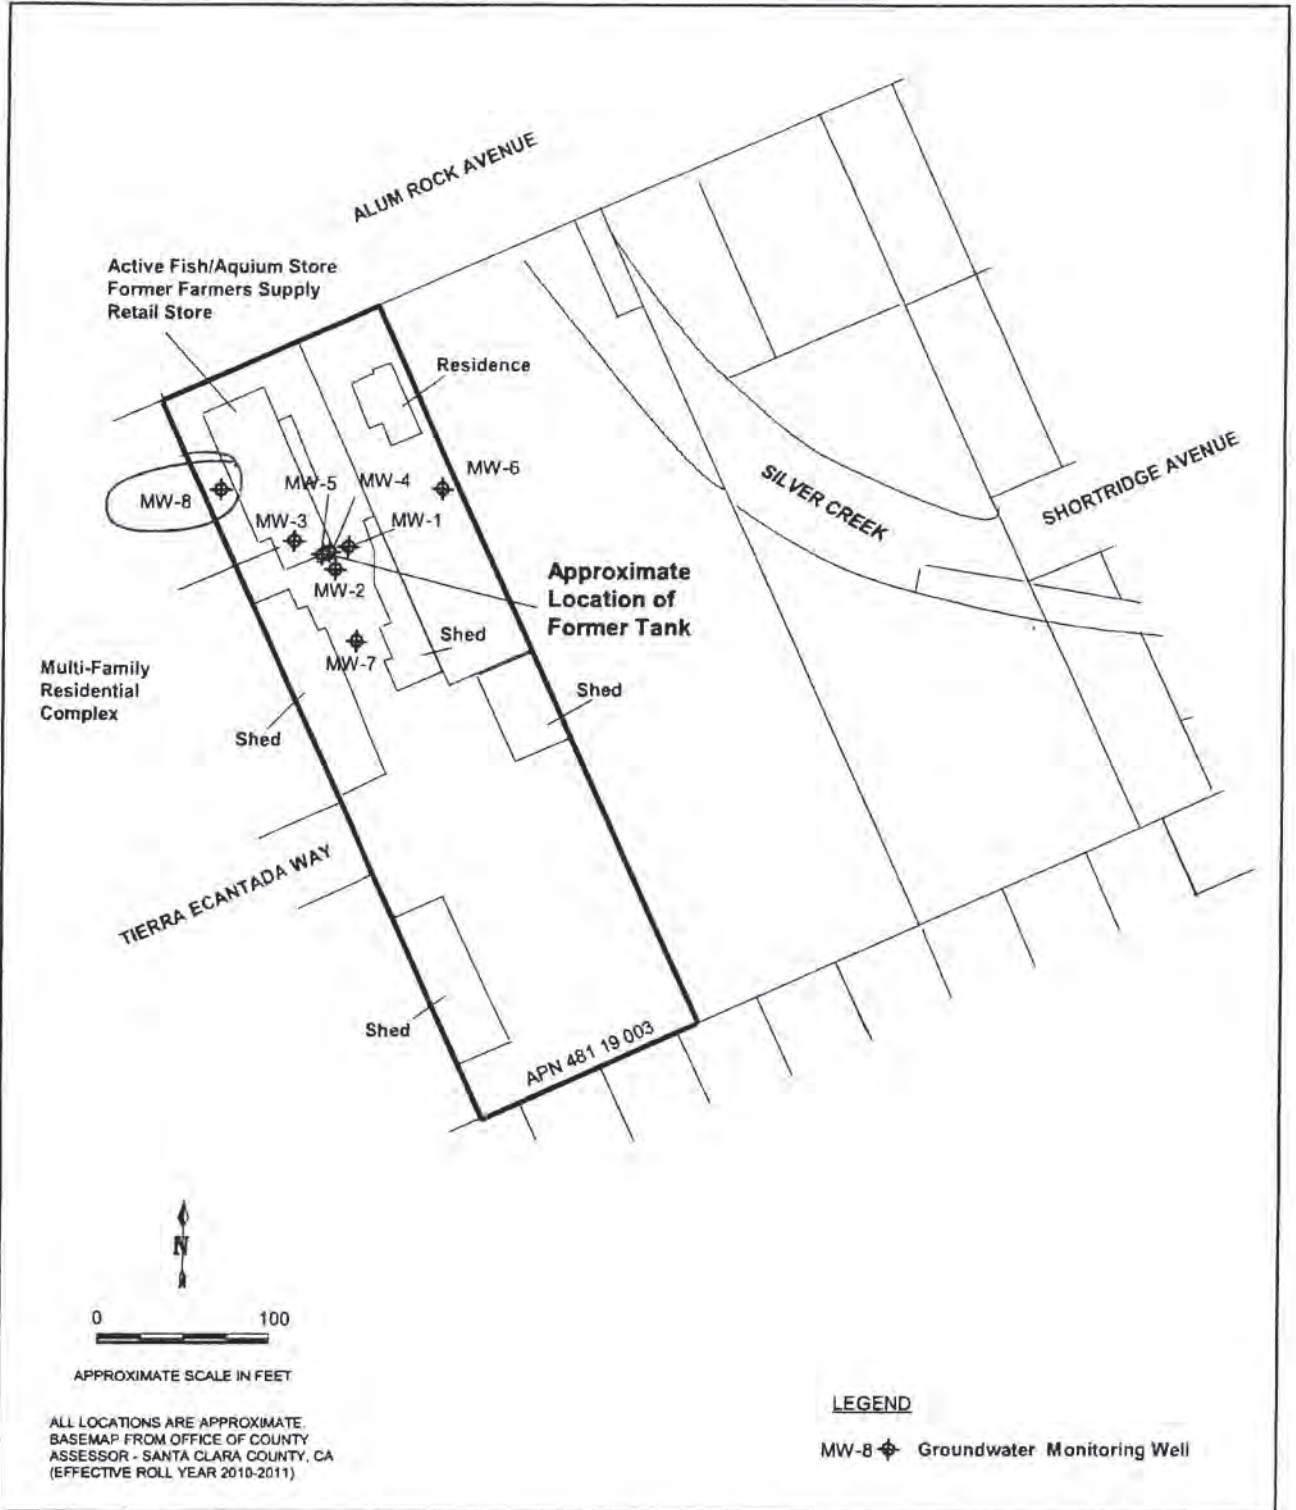 ALUM ROCK AVENUE
Active Fish/Aquium Store
Former Farmers Supply
Retail Store
Residence
MW-6
MW-5
MW-4
MW-8
MW-3
MW-1
SILVER CREEK
SHORTRIDGE AVENUE
MW-2
Approximate
Location of
Former Tank
Shed
MW-7
Multi-Family
Residential
Complex
Shed
Shed
TIERRA ECANTADA WAY
Shed
APN 481 19 003
N
0 100
APPROXIMATE SCALE IN FEET
ALL LOCATIONS ARE APPROXIMATE.
BASEMAP FROM OFFICE OF COUNTY
ASSESSOR - SANTA CLARA COUNTY, CA
(EFFECTIVE ROLL YEAR 2010-2011)
LEGEND
MW-8 Groundwater Monitoring Well